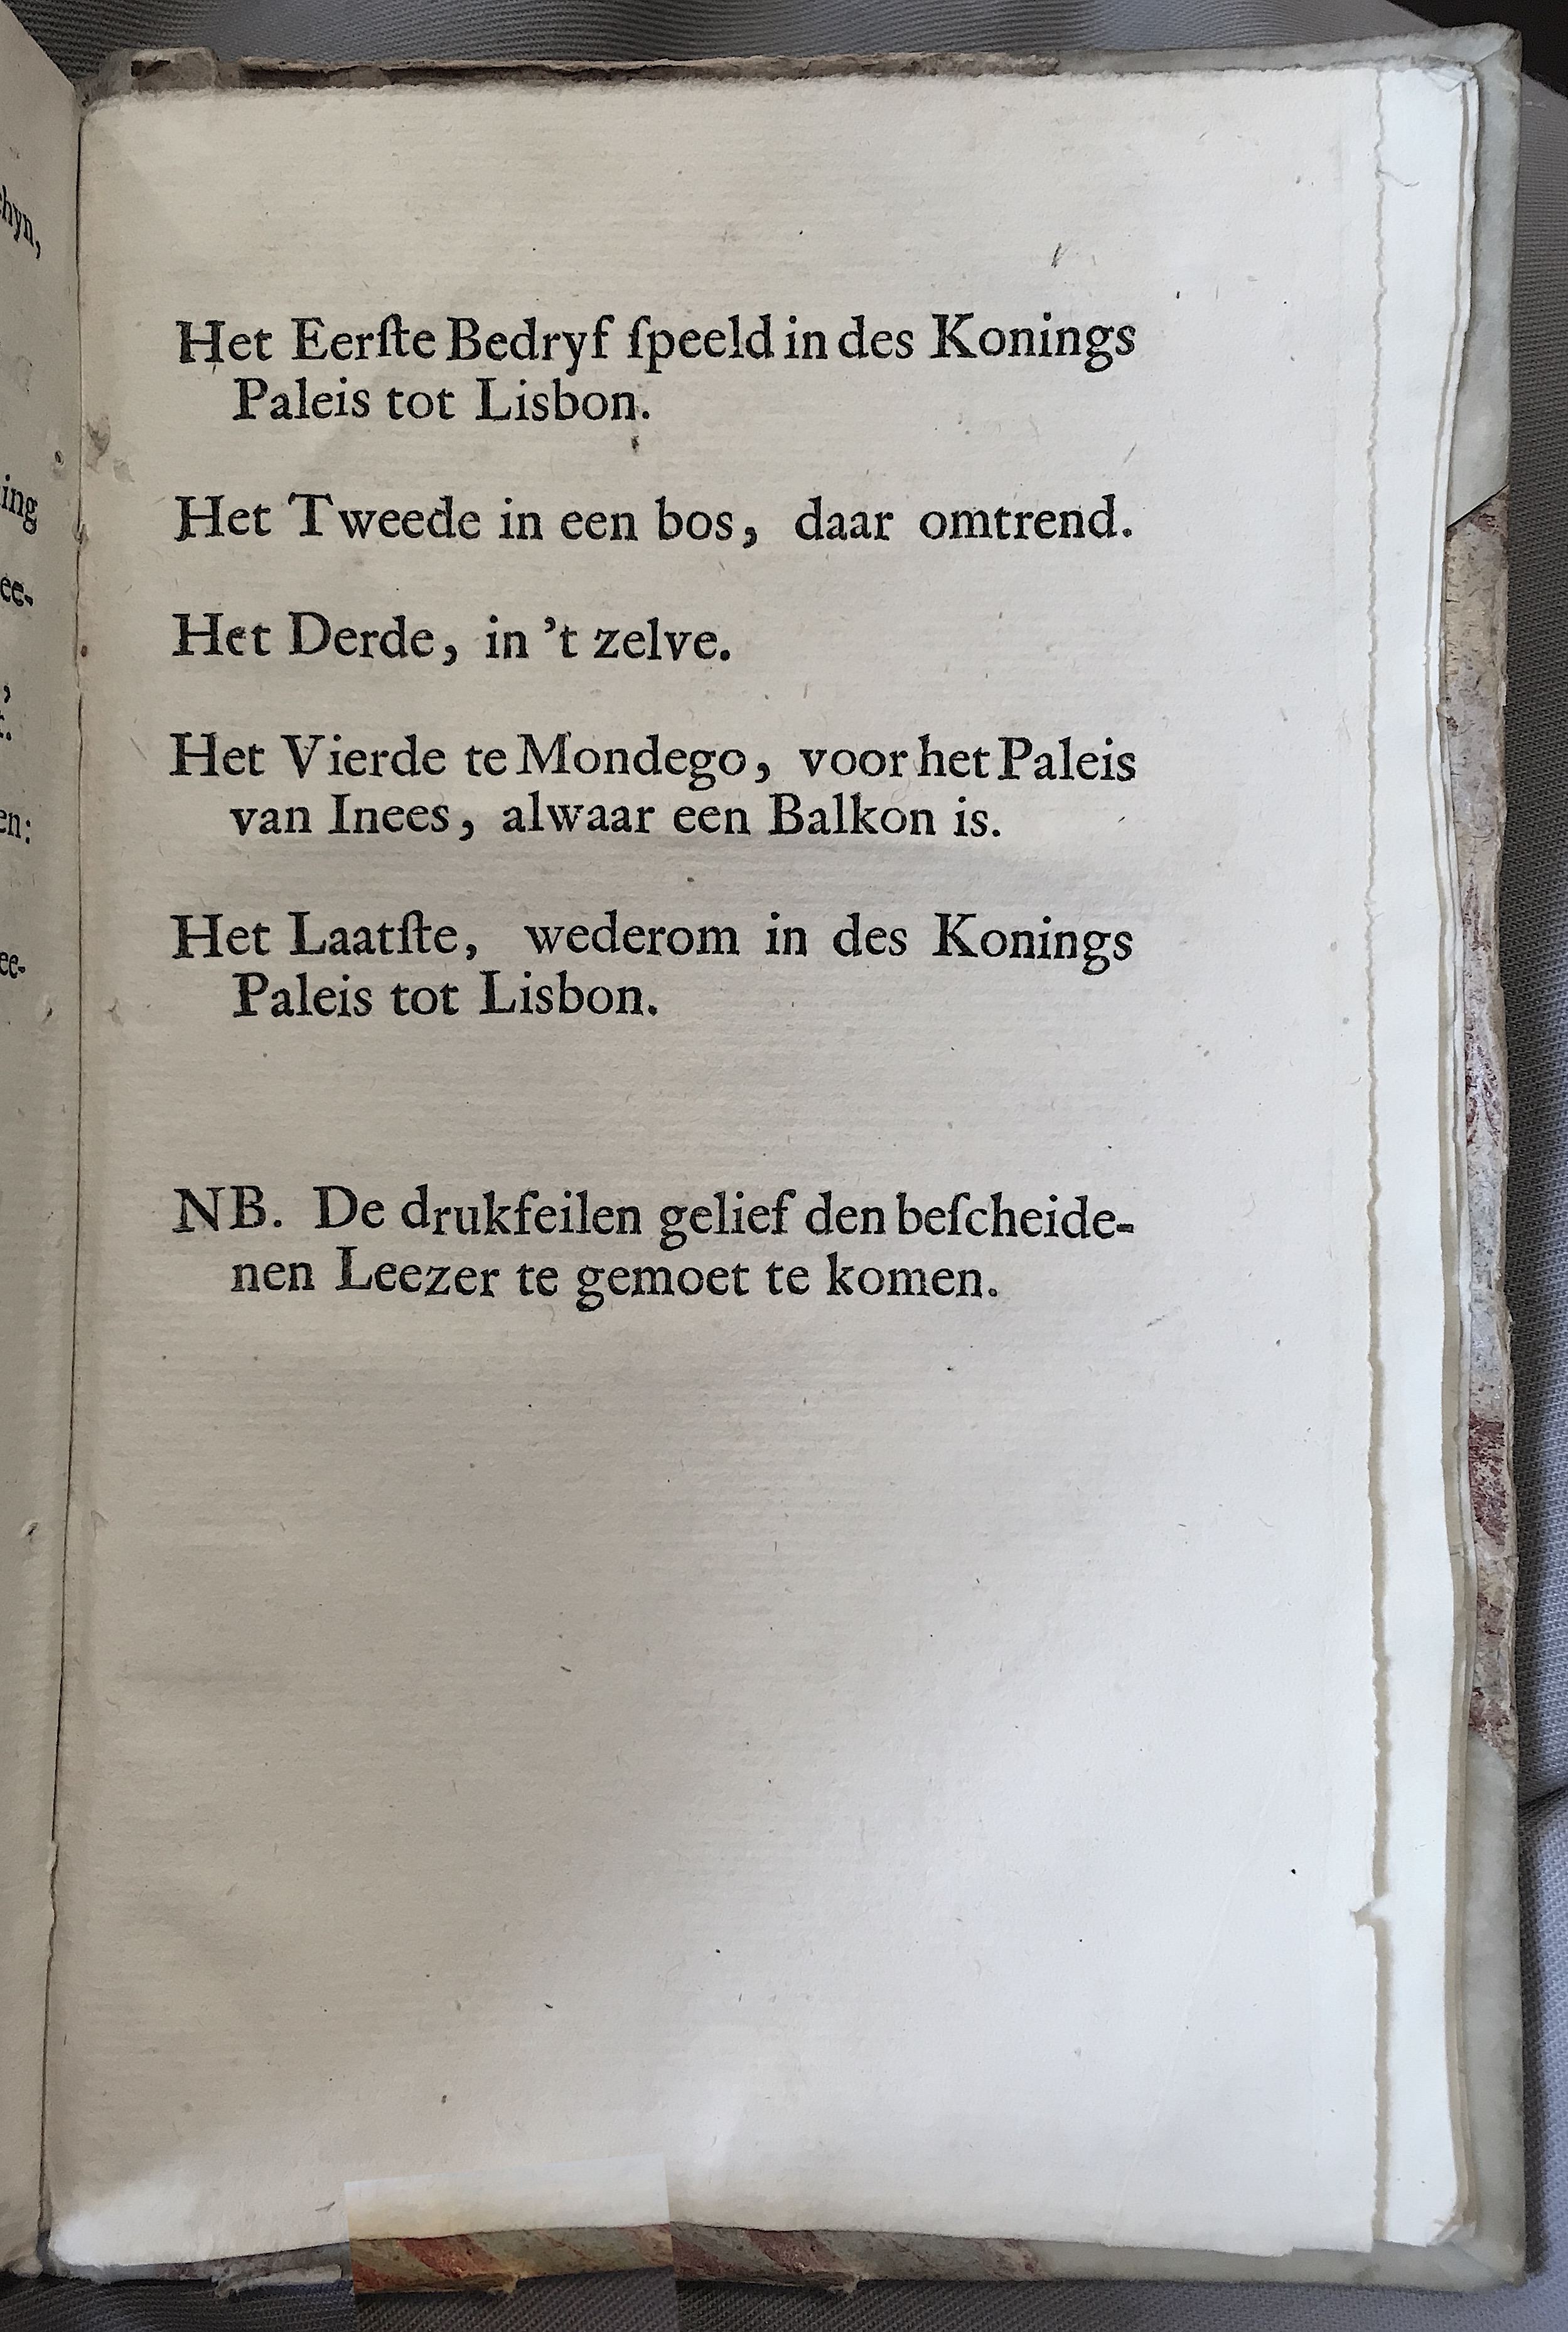 Het Eerſte Bedryf ſpeeld in des Konings
Paleis tot Lisbon.
Het Tweede in een bos, daar omtrend.
Het Derde, in 't zelve.
Het Vierde te Mondego, voor het Paleis
van Inees, alwaar een Balkon is.
Het Laatſte, wederom in des Konings
Paleis tot Lisbon.
NB. De drukfeilen gelief den beſcheide-
nen Leezer te gemoet te komen.